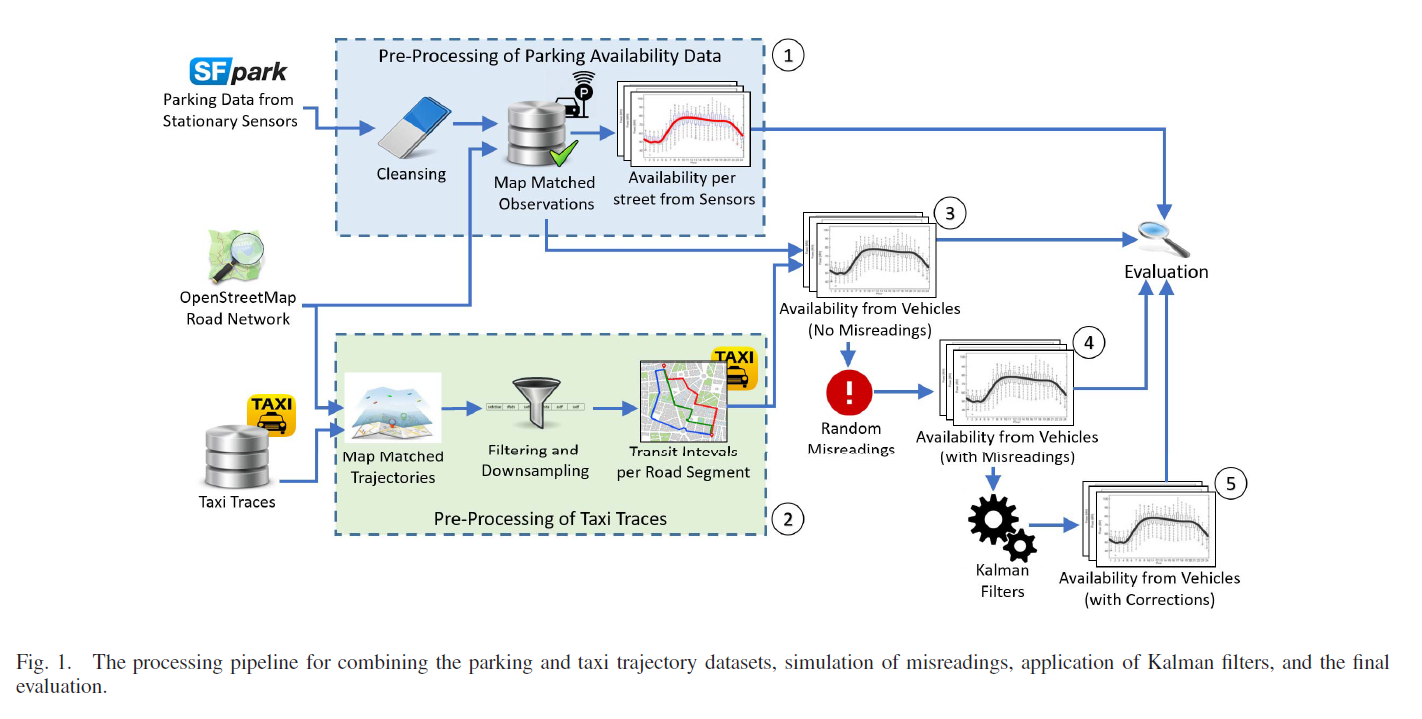 Pre-Processing of Parking Availability Data
1
SFpark
Parking Data from
Stationary Sensors
P
Cleansing
Map Matched
Observations
Availability per
street from Sensors
3
OpenStreetMap
Road Network
Evaluation
Availability from Vehicles
(No Misreadings)
4
TAXI
TAXI
!
Random
Misreadings
Availability from Vehicles
(with Misreadings)
Map Matched
Trajectories
Filtering and
Downsampling
Transit Intevals
per Road Segment
Taxi Traces
5
Pre-Processing of Taxi Traces
2
Kalman
Filters
Availability from Vehicles
(with Corrections)
Fig. 1. The processing pipeline for combining the parking and taxi trajectory datasets, simulation of misreadings, application of Kalman filters, and the final
evaluation.